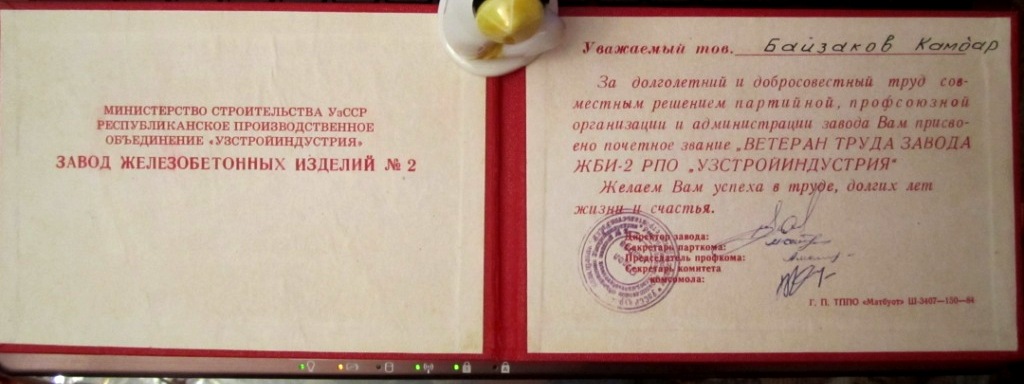 МИНИСТЕРСТВО СТРОИТЕЛЬСТВА УзССР
РЕСПУБЛИКАНСКОЕ ПРОИЗВОДСТВЕННОЕ
ОБЪЕДИНЕНИЕ «УЗСТРОЙИНДУСТРИЯ»
ЗАВОД ЖЕЛЕЗОБЕТОННЫХ ИЗДЕЛИЙ № 2
Уважаемый тов. Байзаков Камбар
За долголетний и добросовестный труд сов-
местным решением партийной, профсоюзной
организации и администрации завода Вам присво-
ено почетное звание „ВЕТЕРАН ТРУДА ЗАВОДА
ЖБИ-2 РПО „УЗСТРОЙИНДУСТРИЯ"
Желаем Вам успеха в труде, долгих лет
жизни и счастья.
Директор завода:
Секретарь парткома:
Председатель профкома:
Секретарь комитета
комсомола:
Г. П. ТППО «Матбуот» Ш-3407—150—84